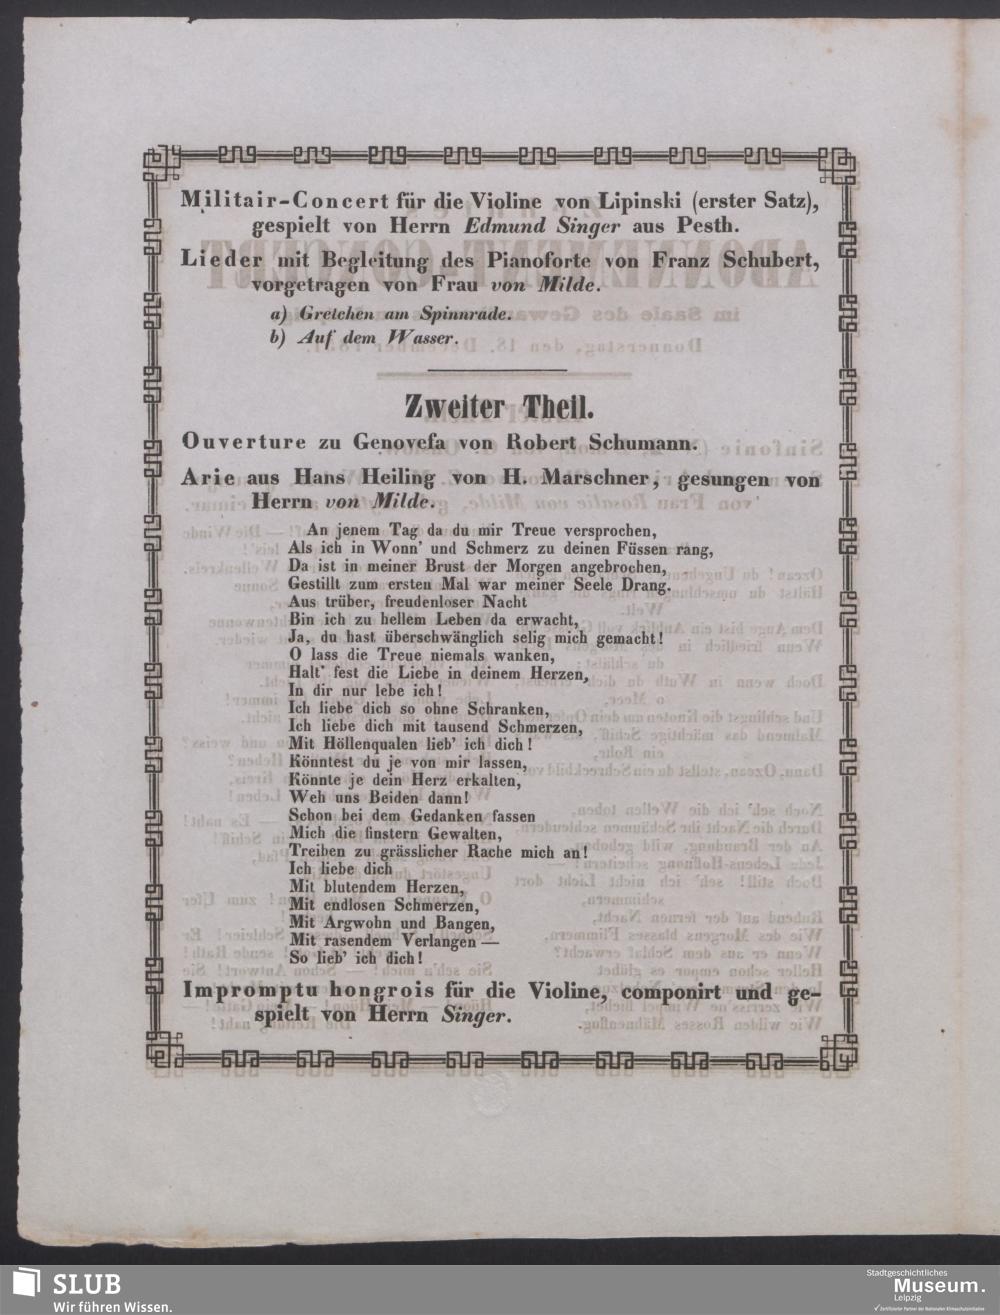 Militair-Concert für die Violine von Lipinski (erster Satz),
gespielt von Herrn Edmund Singer aus Pesth.
Lieder mit Begleitung des Pianoforte von Franz Schubert,
vorgetragen von Frau von Milde.
a) Gretchen am Spinnrade.
b) Auf dem Wasser.
Zweiter Theil.
Ouverture zu Genovefa von Robert Schumann.
Arie aus Hans Heiling von H. Marschner, gesungen von
Herrn von Milde.
An jenem Tag da du mir Treue versprochen,
Als ich in Wonn' und Schmerz zu deinen Füssen rang,
Da ist in meiner Brust der Morgen angebrochen,
Gestillt zum ersten Mal war meiner Seele Drang.
Aus trüber, freudenloser Nacht
Bin ich zu hellem Leben da erwacht,
Ja, du hast überschwänglich selig mich gemacht!
O lass die Treue niemals wanken,
Halt' fest die Liebe in deinem Herzen,
In dir nur lebe ich!
Ich liebe dich so ohne Schranken,
Ich liebe dich mit tausend Schmerzen,
Mit Höllenqualen lieb' ich dich!
Könntest du je von mir lassen,
Könnte je dein Herz erkalten,
Weh uns Beiden dann!
Schon bei dem Gedanken fassen
Mich die finstern Gewalten,
Treiben zu grässlicher Rache mich an!
Ich liebe dich
Mit blutendem Herzen,
Mit endlosen Schmerzen,
Mit Argwohn und Bangen,
Mit rasendem Verlangen —
So lieb' ich dich!
Impromptu hongrois für die Violine, componirt und ge-
spielt von Herrn Singer.
SLUB
Wir führen Wissen.
Stadtgeschichtliches
Museum.
Leipzig
✓ Zertifizierter Partner der Nationalen Klimaschutzinitiative